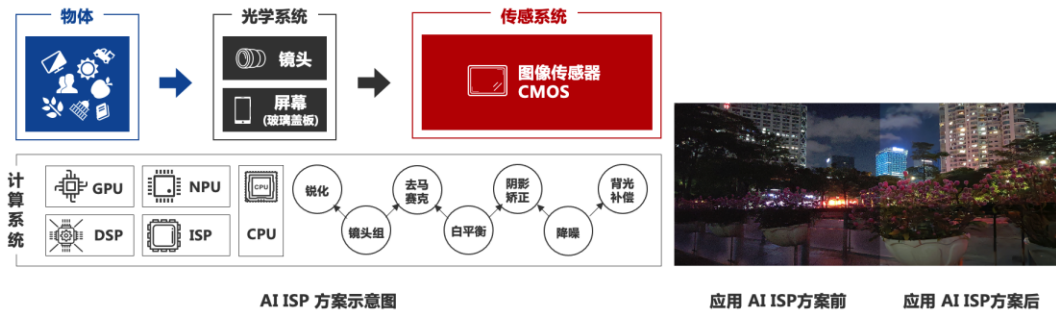 物体
光学系统
镜头
屏幕
(玻璃盖板)
传感系统
图像传感器
CMOS
计算系统
GPU
NPU
DSP
ISP
CPU
CPU
锐化
镜头组
去马
赛克
白平衡
阴影
矫正
降噪
背光
补偿
AI ISP 方案示意图
应用 AI ISP方案前
应用 AI ISP方案后